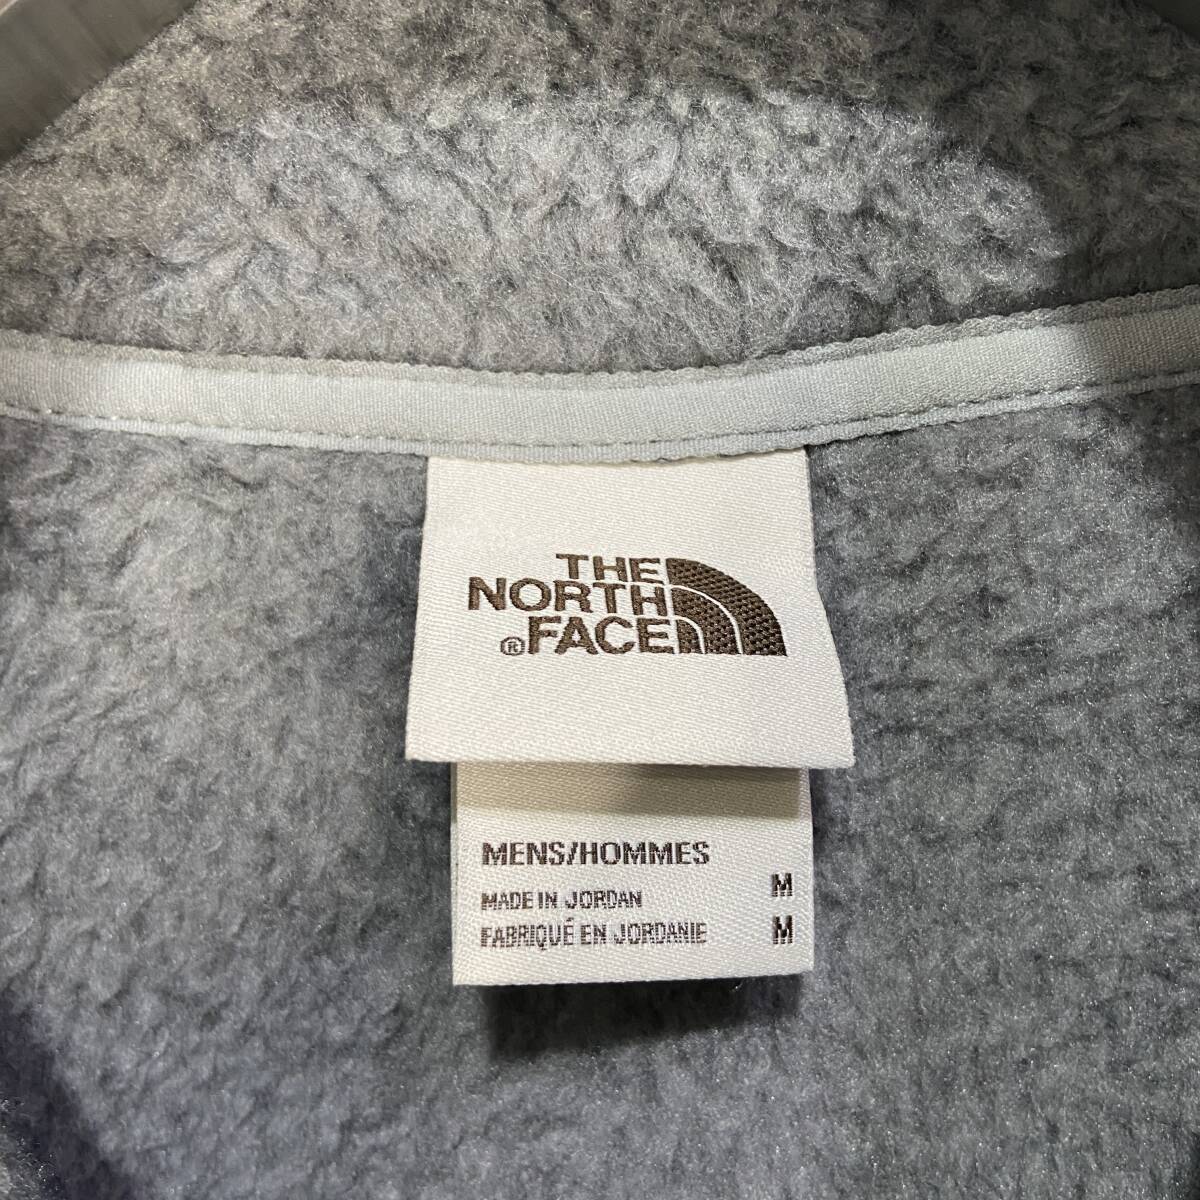 THE
NORTH
®FACE
MENS/HOMMES
MADE IN JORDAN M
FABRIQUÉ EN JORDANIE M